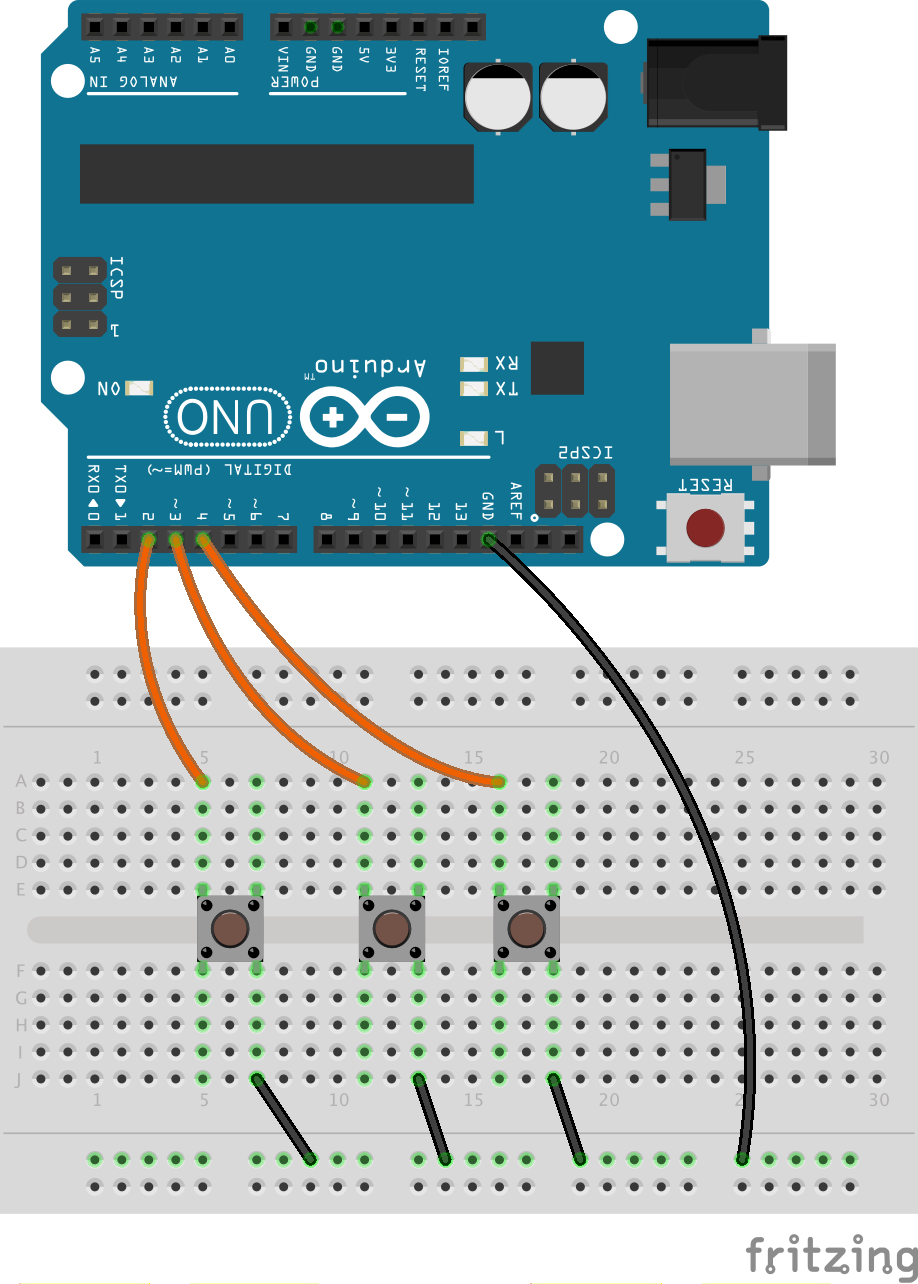 A5 A4 A3 A2 A1 A0
VIN GND GND 5V 3V3 RESET IOREF
ANALOG IN
POWER
ICSP
1
ON
UNO
Arduino™
RX
TX
L
ICSP2
RESET
DIGITAL (PWM=~)
RX0◄0 TX0►1 2 ~3 4 ~5 ~6 7 8 ~9 ~10 ~11 12 13 GND AREF
1 5 10 15 20 25 30
A
B
C
D
E
F
G
H
I
J
1 5 10 15 20 25 30
fritzing